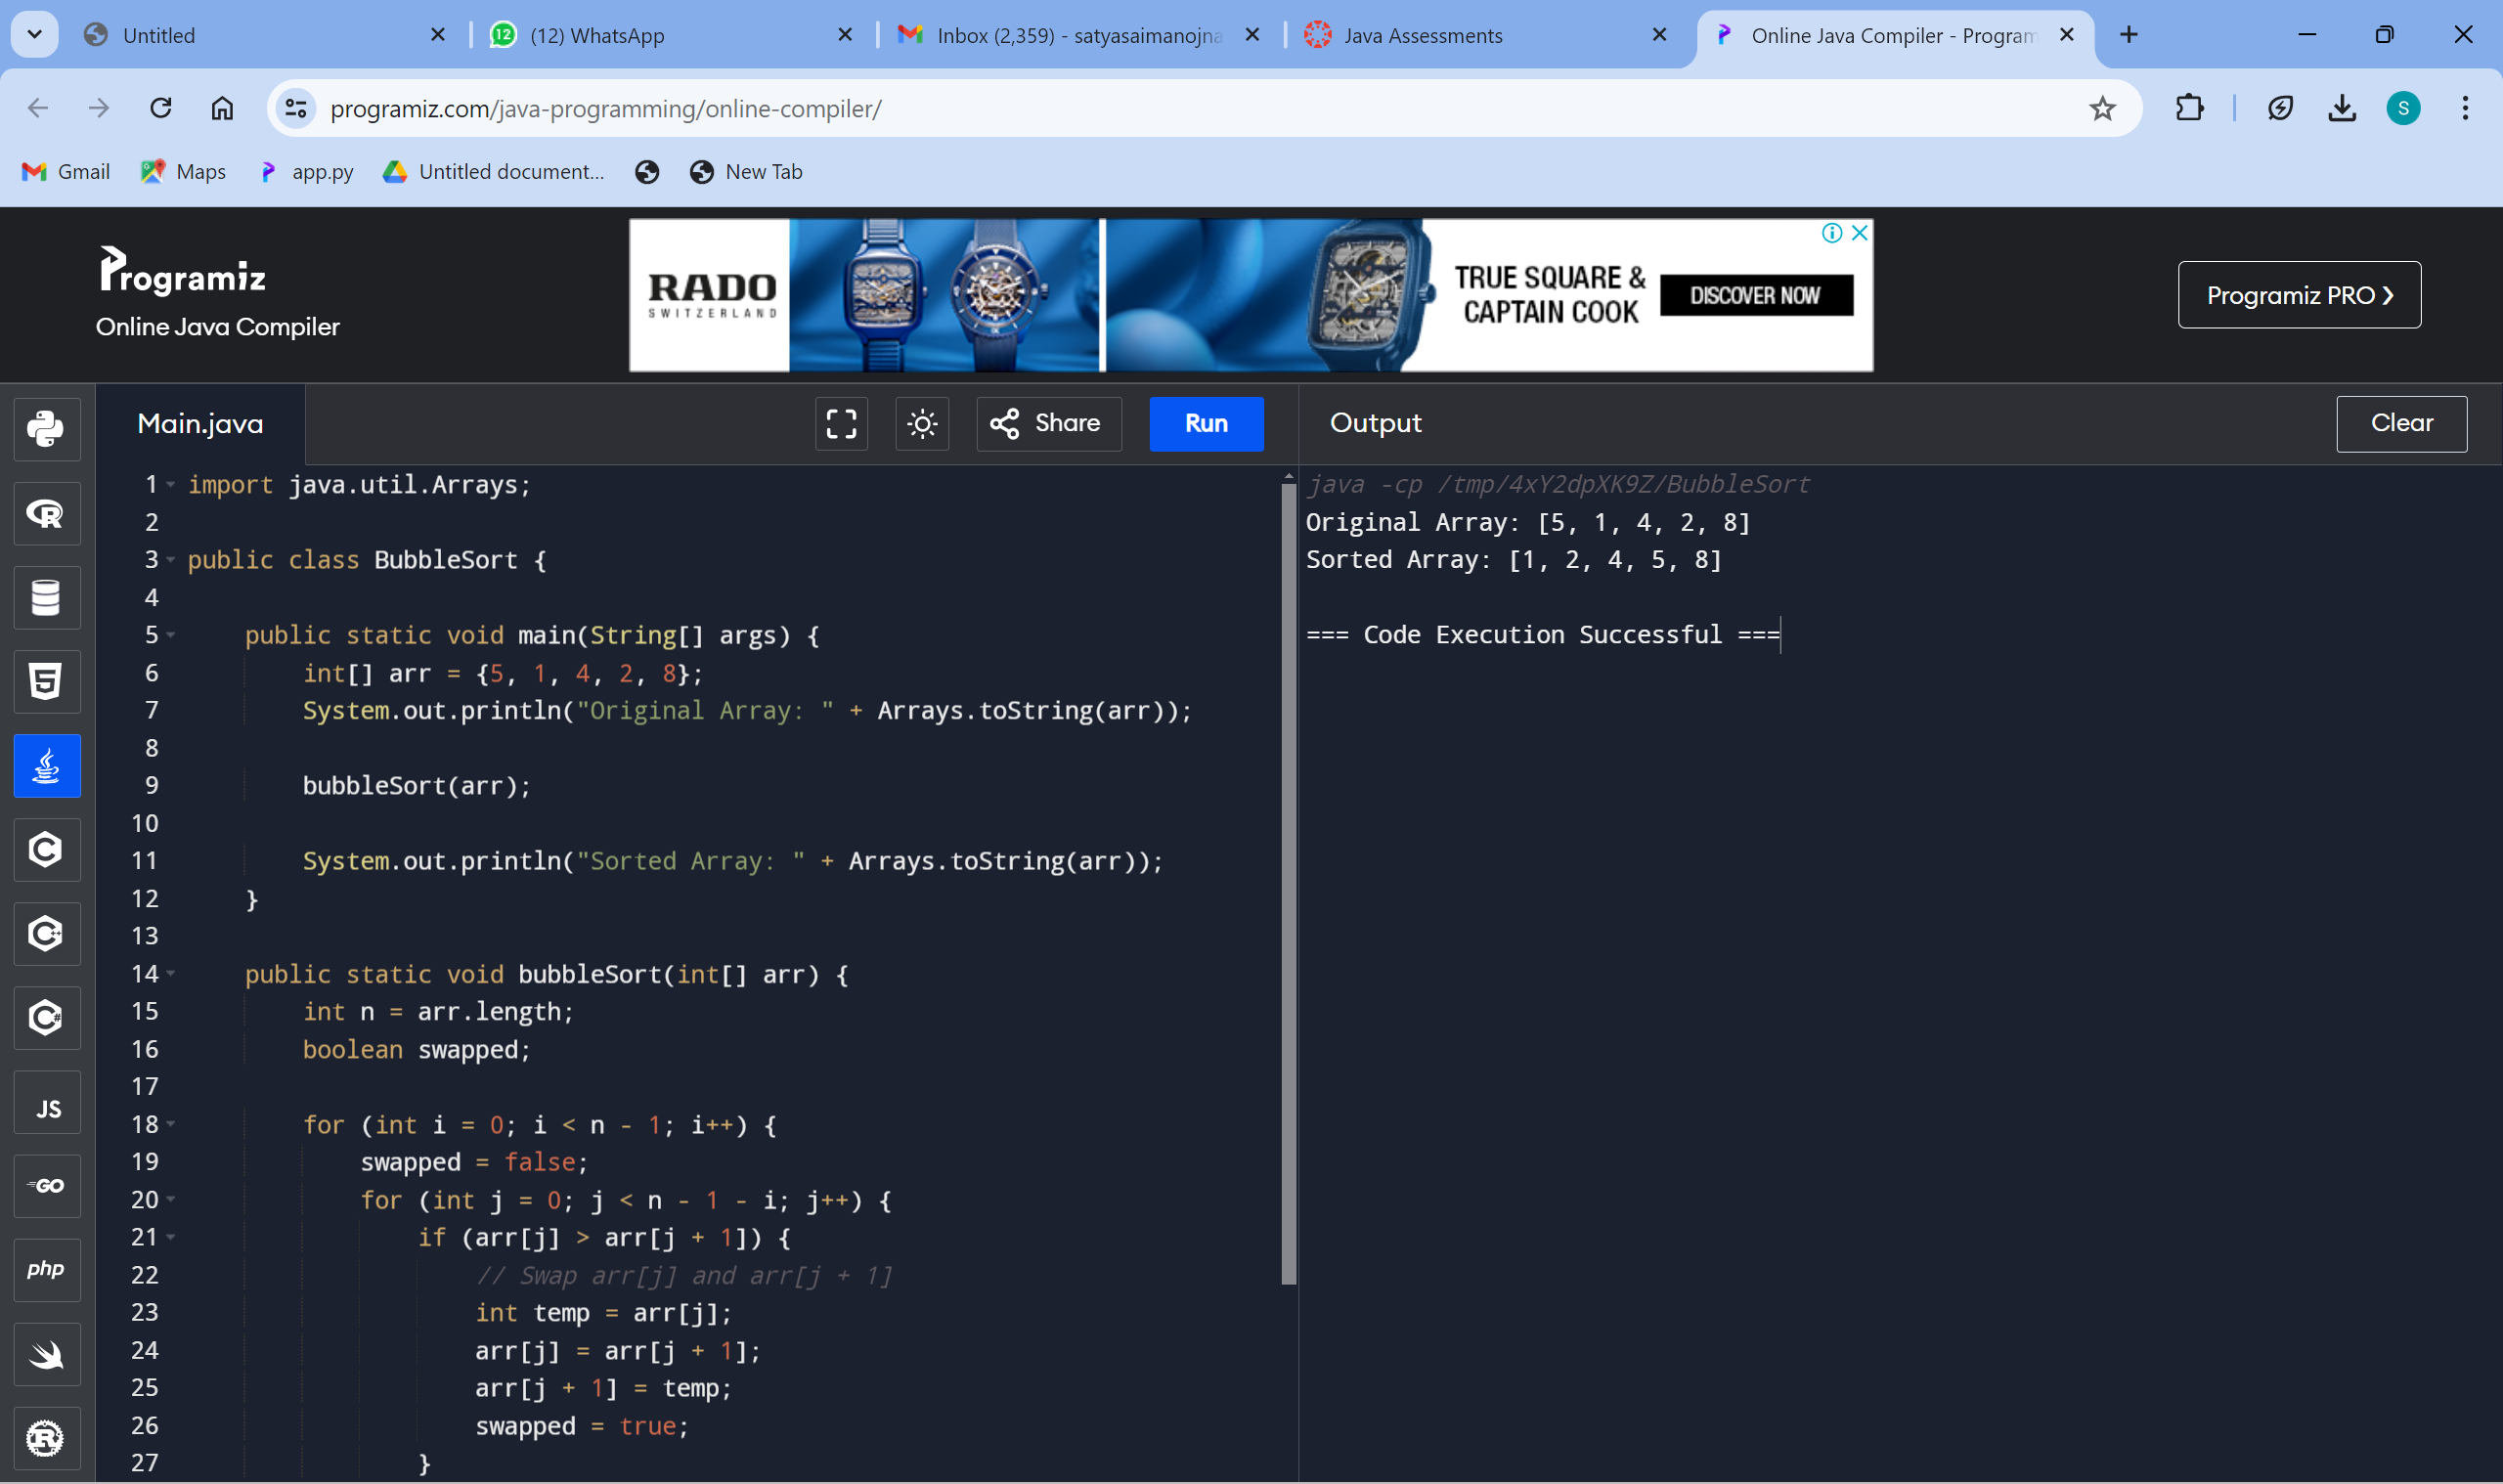 Untitled
12
(12) WhatsApp
Inbox (2,359) - satyasaimanojna
Java Assessments
Online Java Compiler - Program
programiz.com/java-programming/online-compiler/
S
Gmail
Maps
app.py
Untitled document...
New Tab
Programiz
Online Java Compiler
RADO
SWITZERLAND
TRUE SQUARE &
CAPTAIN COOK
DISCOVER NOW
Programiz PRO ❯
Main.java
Share
Run
Output
Clear
1 import java.util.Arrays;
2
3 public class BubbleSort {
4
5     public static void main(String[] args) {
6         int[] arr = {5, 1, 4, 2, 8};
7         System.out.println("Original Array: " + Arrays.toString(arr));
8
9         bubbleSort(arr);
10
11         System.out.println("Sorted Array: " + Arrays.toString(arr));
12     }
13
14     public static void bubbleSort(int[] arr) {
15         int n = arr.length;
16         boolean swapped;
17
18         for (int i = 0; i < n - 1; i++) {
19             swapped = false;
20             for (int j = 0; j < n - 1 - i; j++) {
21                 if (arr[j] > arr[j + 1]) {
22                     // Swap arr[j] and arr[j + 1]
23                     int temp = arr[j];
24                     arr[j] = arr[j + 1];
25                     arr[j + 1] = temp;
26                     swapped = true;
27                 }
java -cp /tmp/4xY2dpXK9Z/BubbleSort
Original Array: [5, 1, 4, 2, 8]
Sorted Array: [1, 2, 4, 5, 8]
=== Code Execution Successful ===
R
5
C
C++
C#
JS
GO
php
R